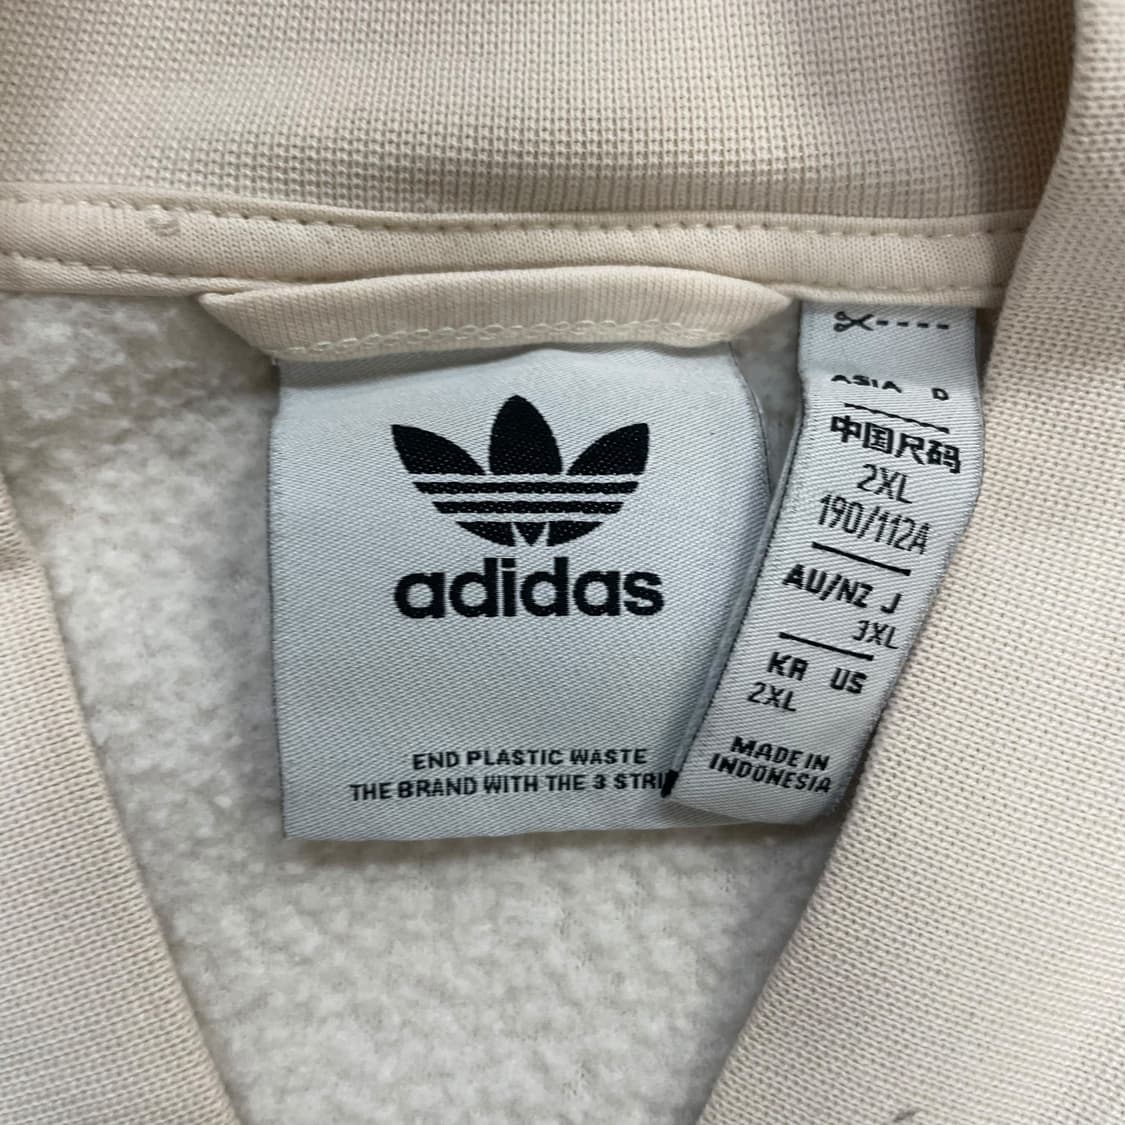 adidas
END PLASTIC WASTE
THE BRAND WITH THE 3 STRI
ASIA D
中国尺码
2XL
190/112A
AU/NZ J
3XL
KR US
2XL
MADE IN
INDONESIA